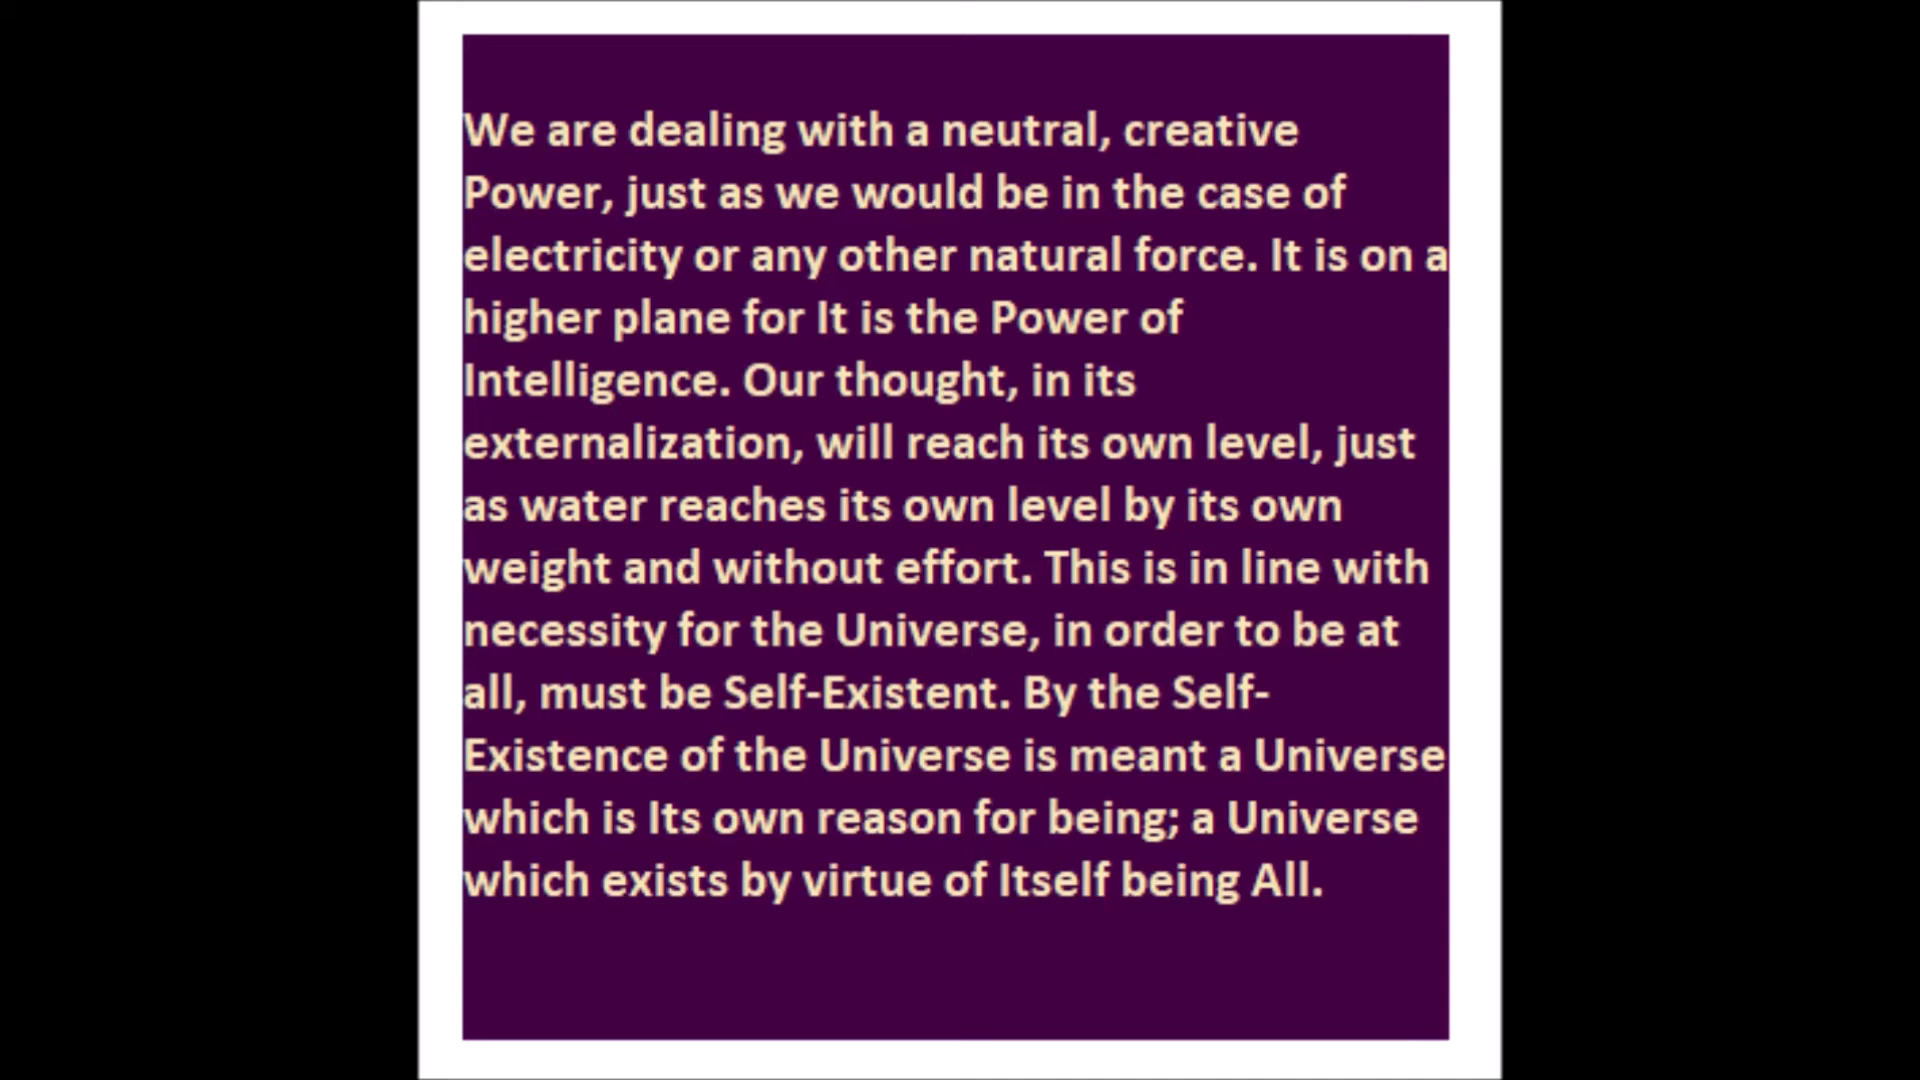 We are dealing with a neutral, creative
Power, just as we would be in the case of
electricity or any other natural force. It is on a
higher plane for It is the Power of
Intelligence. Our thought, in its
externalization, will reach its own level, just
as water reaches its own level by its own
weight and without effort. This is in line with
necessity for the Universe, in order to be at
all, must be Self-Existent. By the Self-
Existence of the Universe is meant a Universe
which is Its own reason for being; a Universe
which exists by virtue of Itself being All.